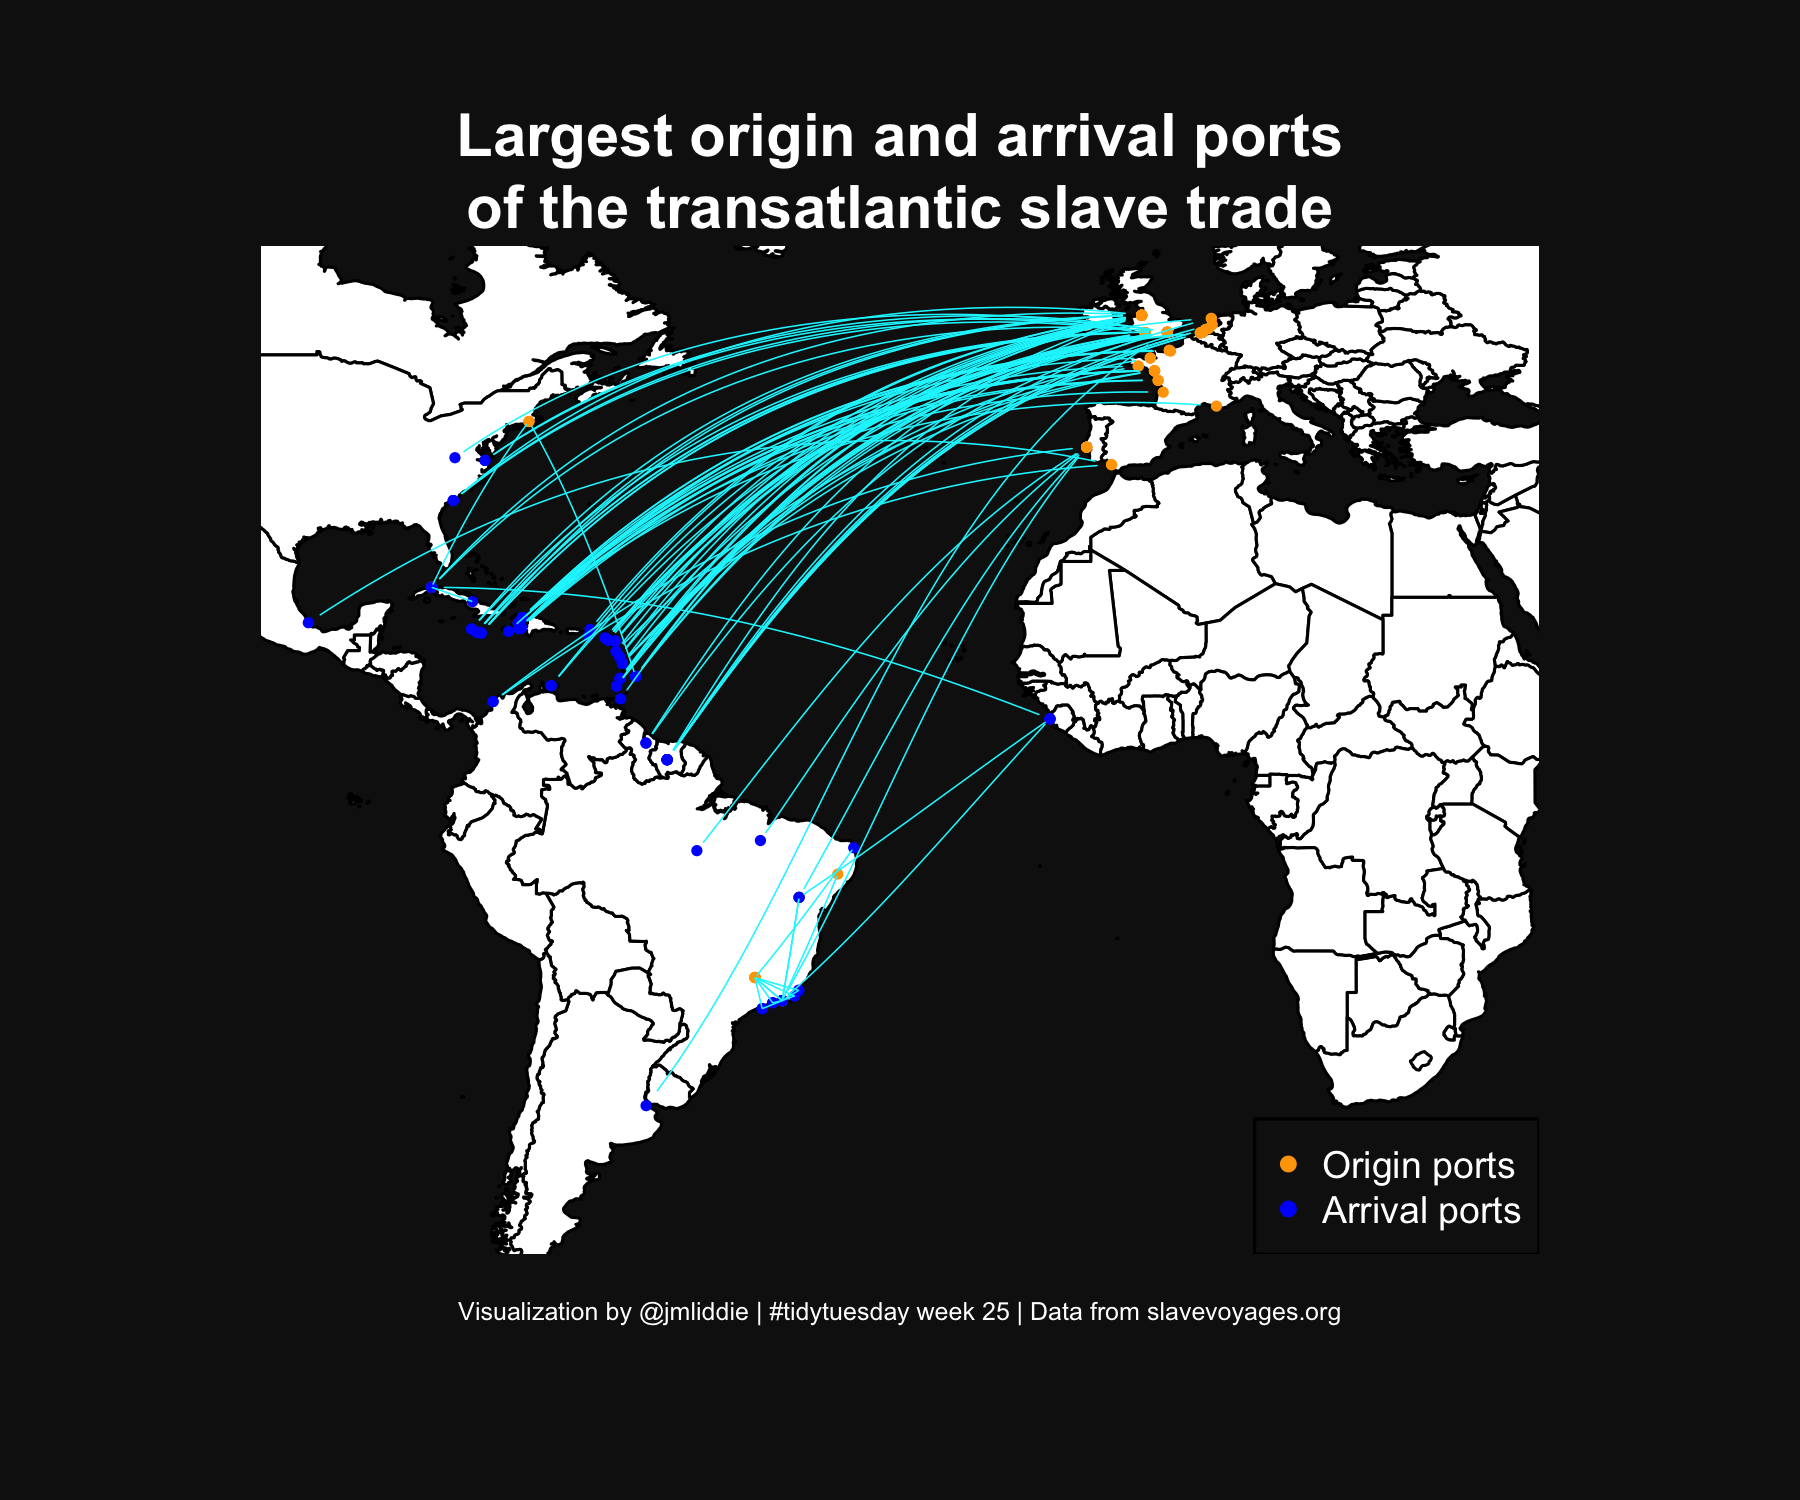 Largest origin and arrival ports
of the transatlantic slave trade
Origin ports
Arrival ports
Visualization by @jmliddie | #tidytuesday week 25 | Data from slavevoyages.org